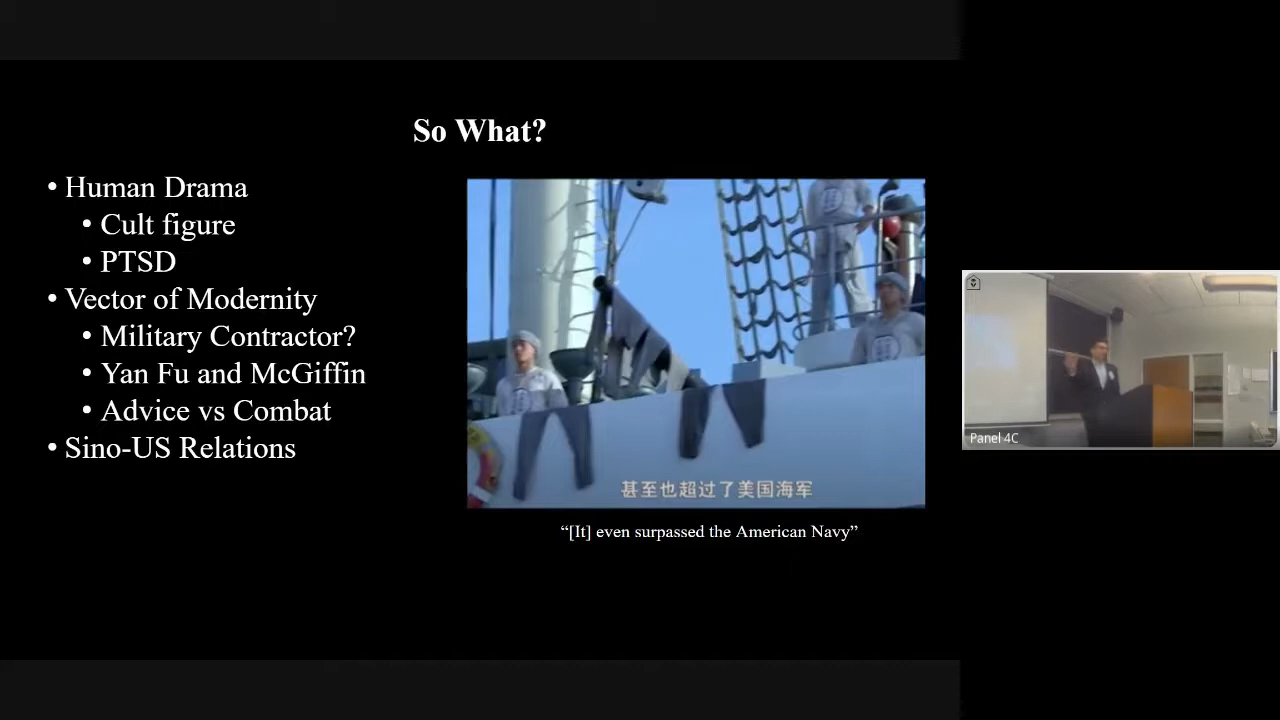 So What?
• Human Drama
• Cult figure
• PTSD
• Vector of Modernity
• Military Contractor?
• Yan Fu and McGiffin
• Advice vs Combat
• Sino-US Relations
甚至也超过了美国海军
“[It] even surpassed the American Navy”
Panel 4C